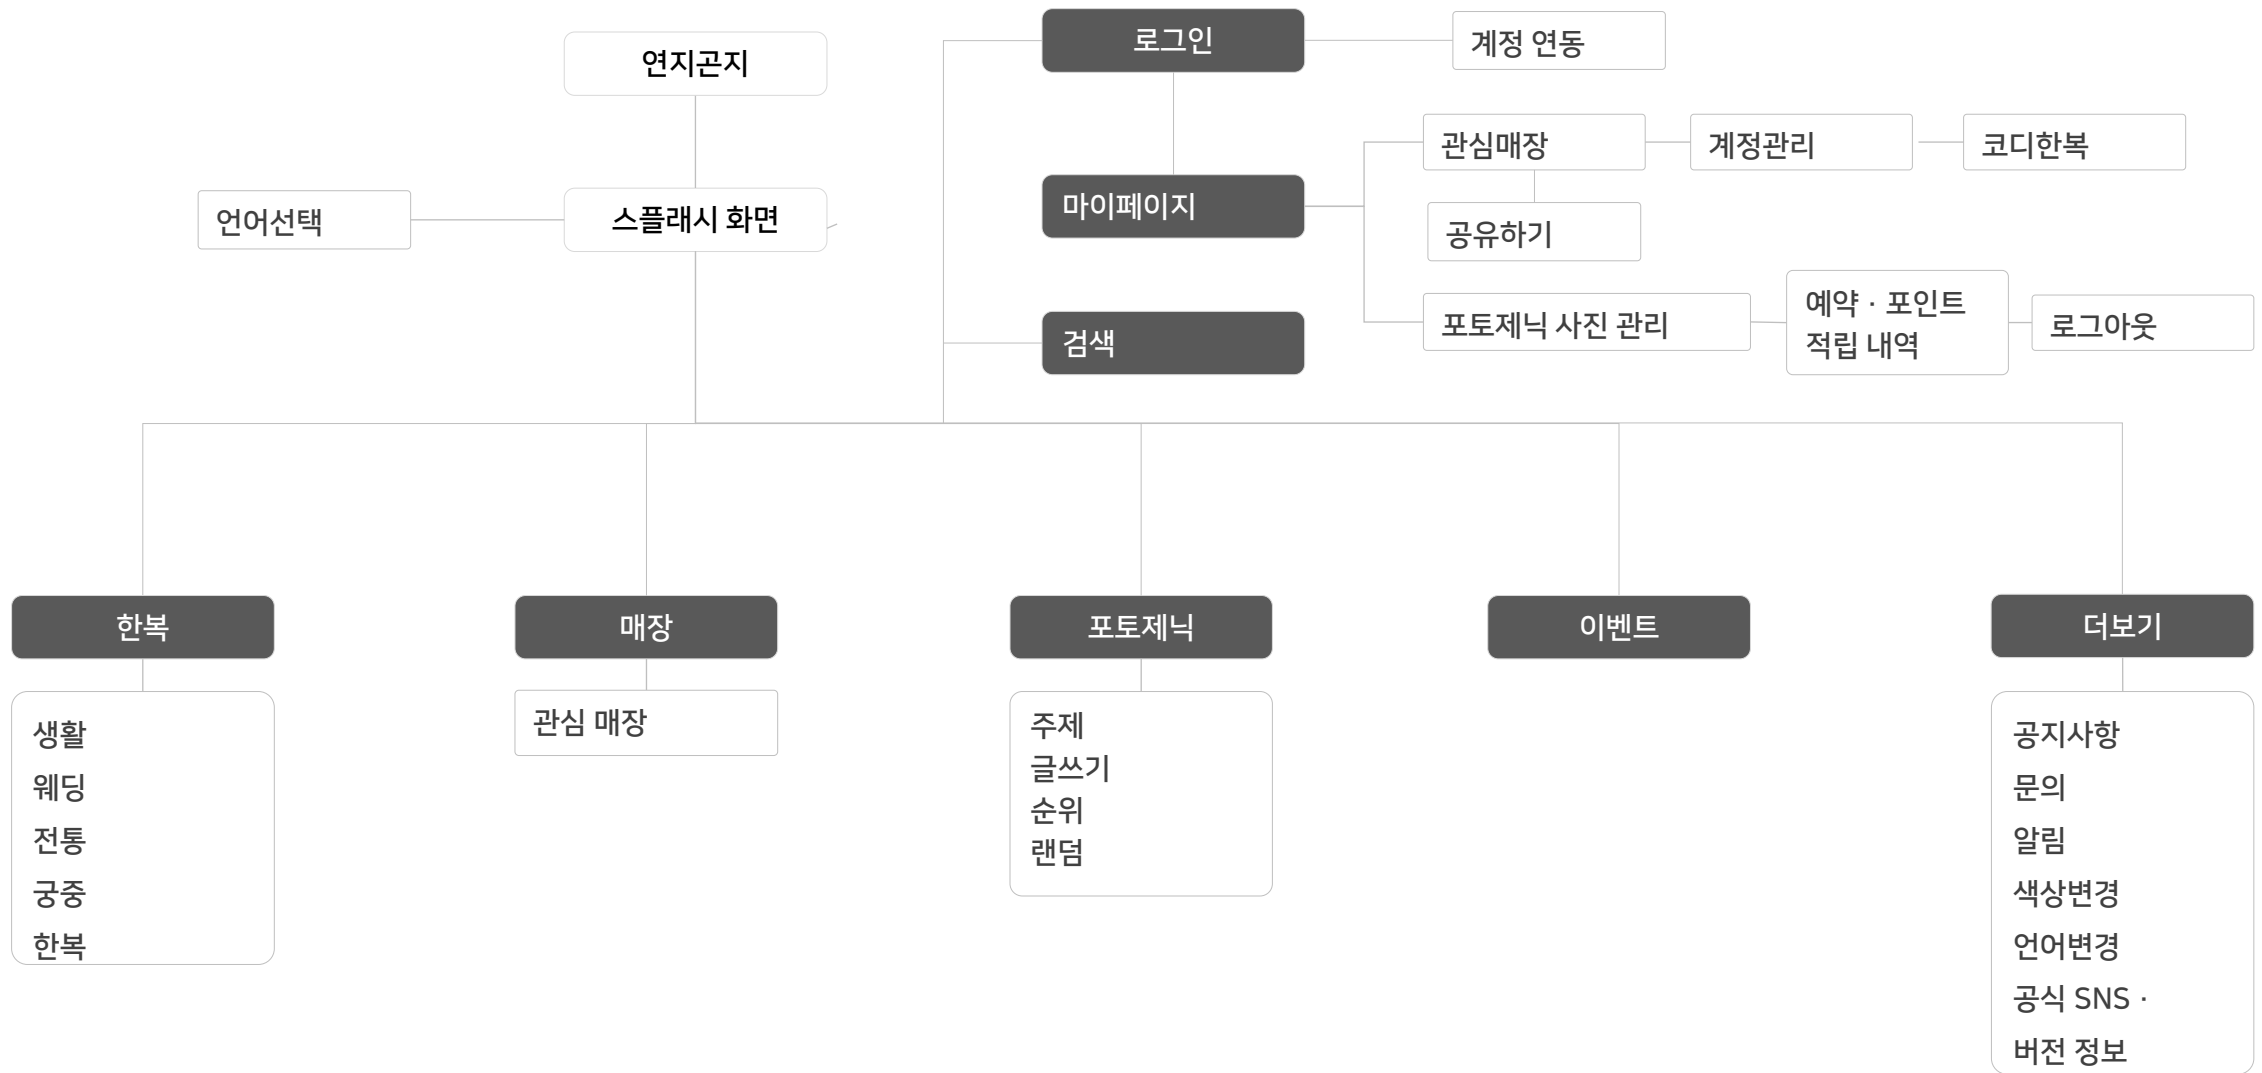 연지곤지
스플래시 화면
언어선택
로그인
계정 연동
마이페이지
관심매장
계정관리
코디한복
공유하기
포토제닉 사진 관리
예약 · 포인트
적립 내역
로그아웃
검색
한복
생활
웨딩
전통
궁중
한복
매장
관심 매장
포토제닉
주제
글쓰기
순위
랜덤
이벤트
더보기
공지사항
문의
알림
색상변경
언어변경
공식 SNS ·
버전 정보